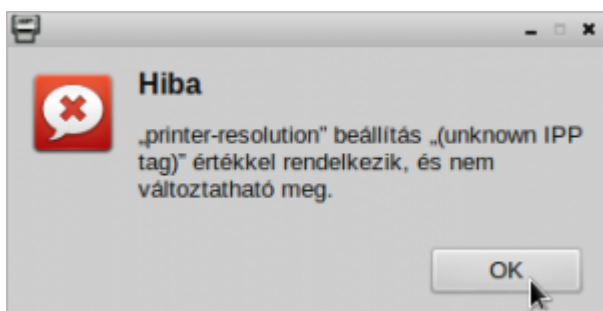 Hiba
„printer-resolution” beállítás „(unknown IPP
tag)” értékkel rendelkezik, és nem
változtatható meg.
OK